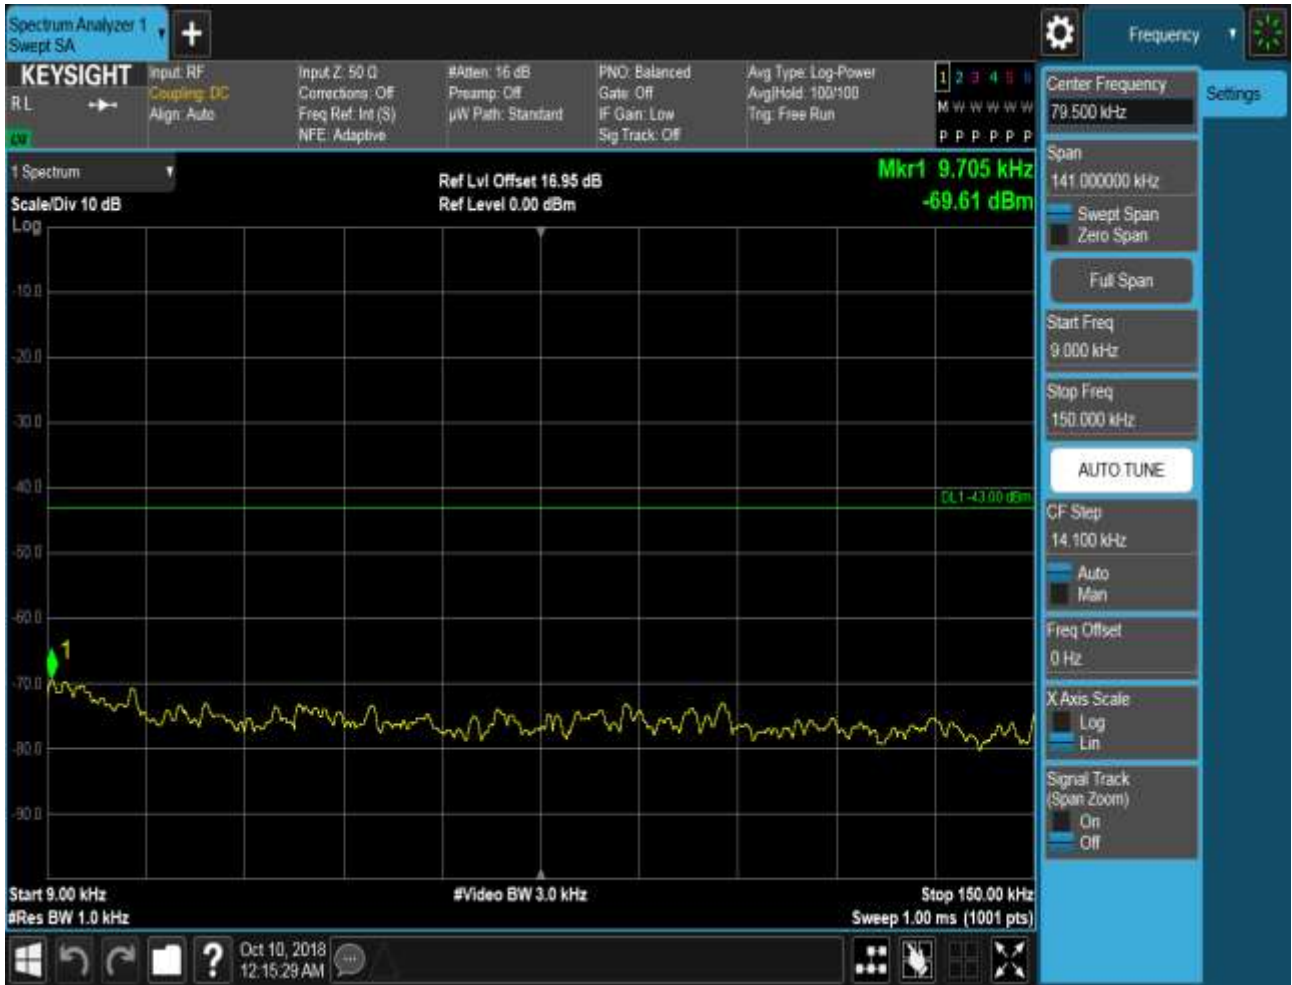 Spectrum Analyzer 1
Swept SA
+
Frequency
KEYSIGHT
RL
LW
Input: RF
Coupling: DC
Align: Auto
Input Z: 50 Ω
Corrections: Off
Freq Ref: Int (S)
NFE: Adaptive
#Atten: 16 dB
Preamp: Off
µW Path: Standard
PNO: Balanced
Gate: Off
IF Gain: Low
Sig Track: Off
Avg Type: Log-Power
Avg|Hold: 100/100
Trig: Free Run
1 2 3 4 5 6
M W W W W W
P P P P P P
1 Spectrum
Scale/Div 10 dB
Log
Ref Lvl Offset 16.95 dB
Ref Level 0.00 dBm
Mkr1 9.705 kHz
-69.61 dBm
-10.0
-20.0
-30.0
-40.0
DL1 -43.00 dBm
-50.0
-60.0
1
-70.0
-80.0
-90.0
Start 9.00 kHz
#Video BW 3.0 kHz
Stop 150.00 kHz
#Res BW 1.0 kHz
Sweep 1.00 ms (1001 pts)
?
Oct 10, 2018
12:15:29 AM
Center Frequency
79.500 kHz
Settings
Span
141.000000 kHz
Swept Span
Zero Span
Full Span
Start Freq
9.000 kHz
Stop Freq
150.000 kHz
AUTO TUNE
CF Step
14.100 kHz
Auto
Man
Freq Offset
0 Hz
X Axis Scale
Log
Lin
Signal Track
(Span Zoom)
On
Off